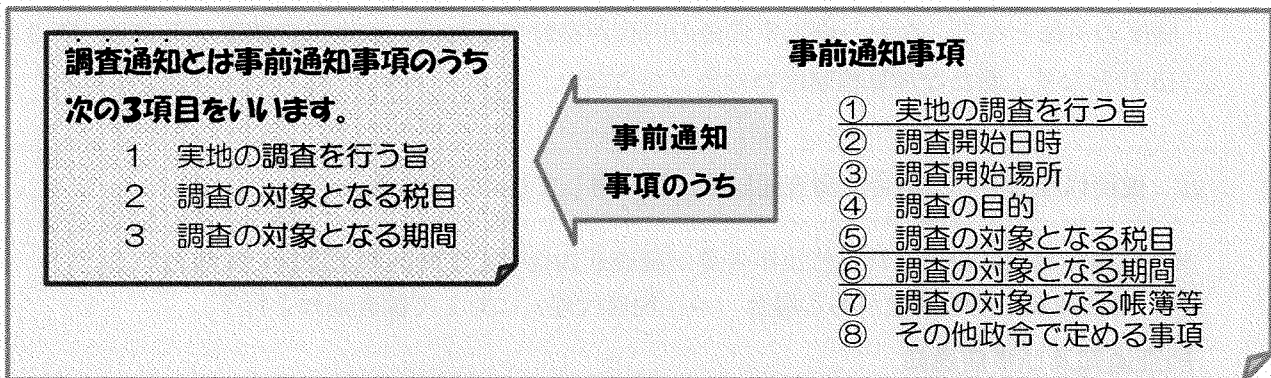 調査通知とは事前通知事項のうち
次の3項目をいいます。
1 実地の調査を行う旨
2 調査の対象となる税目
3 調査の対象となる期間
事前通知
事項のうち
事前通知事項
① 実地の調査を行う旨
② 調査開始日時
③ 調査開始場所
④ 調査の目的
⑤ 調査の対象となる税目
⑥ 調査の対象となる期間
⑦ 調査の対象となる帳簿等
⑧ その他政令で定める事項